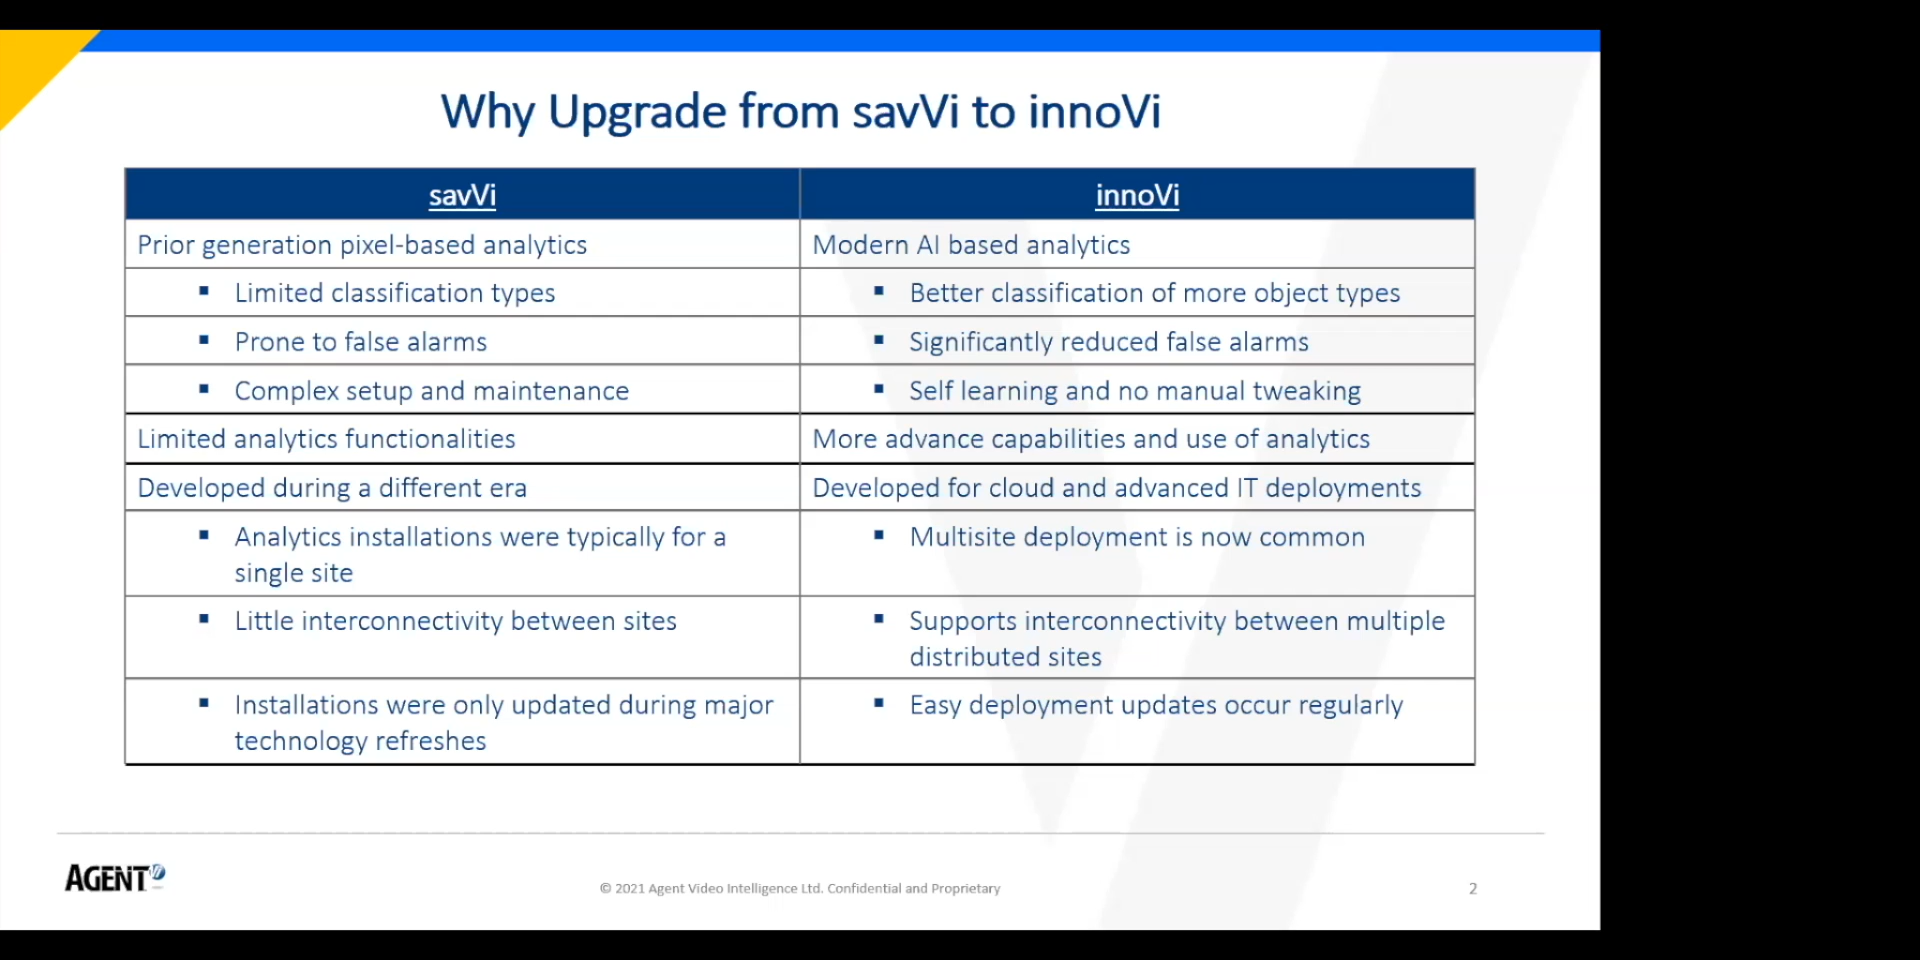 Why Upgrade from savVi to innoVi
savVi
innoVi
Prior generation pixel-based analytics
Modern AI based analytics
▪ Limited classification types
▪ Better classification of more object types
▪ Prone to false alarms
▪ Significantly reduced false alarms
▪ Complex setup and maintenance
▪ Self learning and no manual tweaking
Limited analytics functionalities
More advance capabilities and use of analytics
Developed during a different era
Developed for cloud and advanced IT deployments
▪ Analytics installations were typically for a
single site
▪ Multisite deployment is now common
▪ Little interconnectivity between sites
▪ Supports interconnectivity between multiple
distributed sites
▪ Installations were only updated during major
technology refreshes
▪ Easy deployment updates occur regularly
AGENT
© 2021 Agent Video Intelligence Ltd. Confidential and Proprietary
2